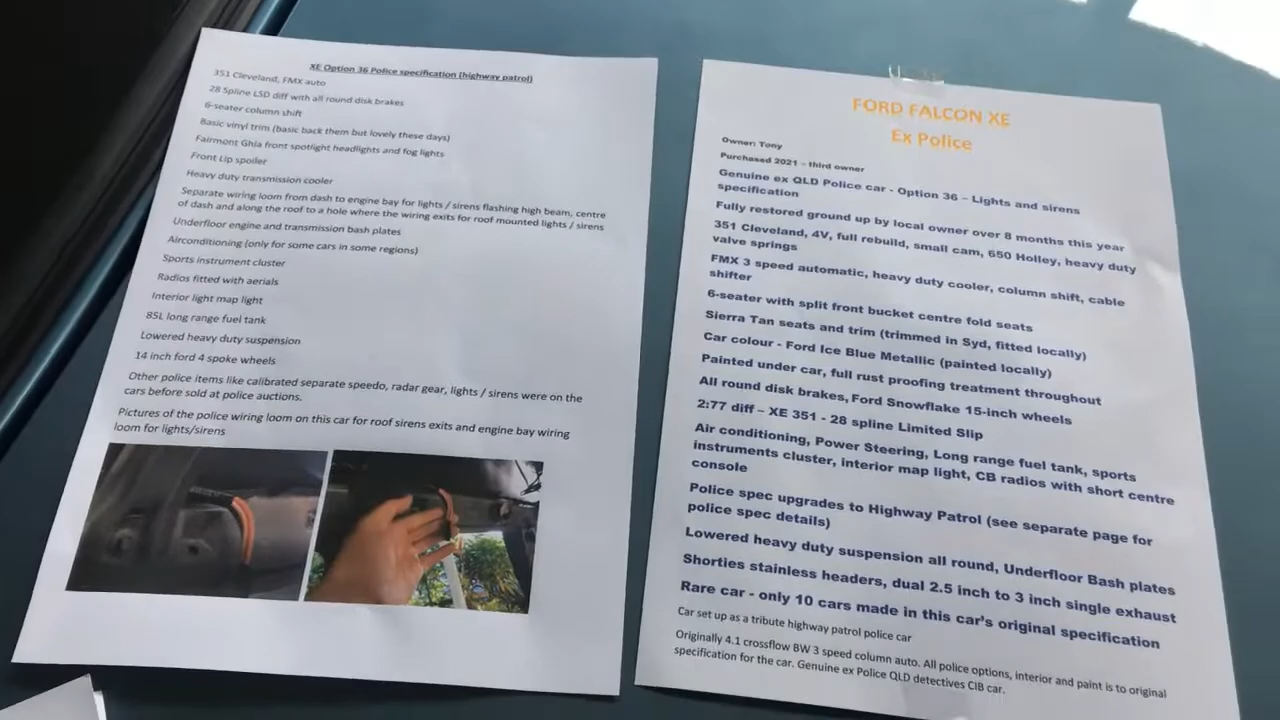 XE Option 36 Police specification (highway patrol)
351 Cleveland, FMX auto
28 Spline LSD diff with all round disk brakes
6-seater column shift
Basic vinyl trim (basic back them but lovely these days)
Fairmont Ghia front spotlight headlights and fog lights
Front Lip spoiler
Heavy duty transmission cooler
Separate wiring loom from dash to engine bay for lights / sirens flashing high beam, centre
of dash and along the roof to a hole where the wiring exits for roof mounted lights / sirens
Underfloor engine and transmission bash plates
Airconditioning (only for some cars in some regions)
Sports instrument cluster
Radios fitted with aerials
Interior light map light
85L long range fuel tank
Lowered heavy duty suspension
14 inch ford 4 spoke wheels
Other police items like calibrated separate speedo, radar gear, lights / sirens were on the
cars before sold at police auctions.
Pictures of the police wiring loom on this car for roof sirens exits and engine bay wiring
loom for lights/sirens
FORD FALCON XE
Ex Police
Owner: Tony
Purchased 2021 – third owner
Genuine ex QLD Police car - Option 36 – Lights and sirens
specification
Fully restored ground up by local owner over 8 months this year
351 Cleveland, 4V, full rebuild, small cam, 650 Holley, heavy duty
valve springs
FMX 3 speed automatic, heavy duty cooler, column shift, cable
shifter
6-seater with split front bucket centre fold seats
Sierra Tan seats and trim (trimmed in Syd, fitted locally)
Car colour - Ford Ice Blue Metallic (painted locally)
Painted under car, full rust proofing treatment throughout
All round disk brakes, Ford Snowflake 15-inch wheels
2:77 diff – XE 351 - 28 spline Limited Slip
Air conditioning, Power Steering, Long range fuel tank, sports
instruments cluster, interior map light, CB radios with short centre
console
Police spec upgrades to Highway Patrol (see separate page for
police spec details)
Lowered heavy duty suspension all round, Underfloor Bash plates
Shorties stainless headers, dual 2.5 inch to 3 inch single exhaust
Rare car - only 10 cars made in this car's original specification
Car set up as a tribute highway patrol police car
Originally 4.1 crossflow BW 3 speed column auto. All police options, interior and paint is to original
specification for the car. Genuine ex Police QLD detectives CIB car.